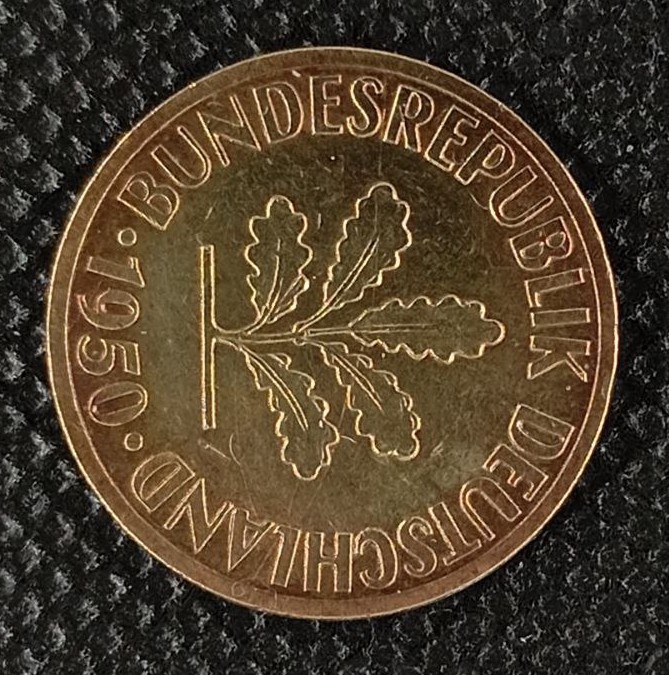 BUNDESREPUBLIK DEUTSCHLAND
· 1950 ·